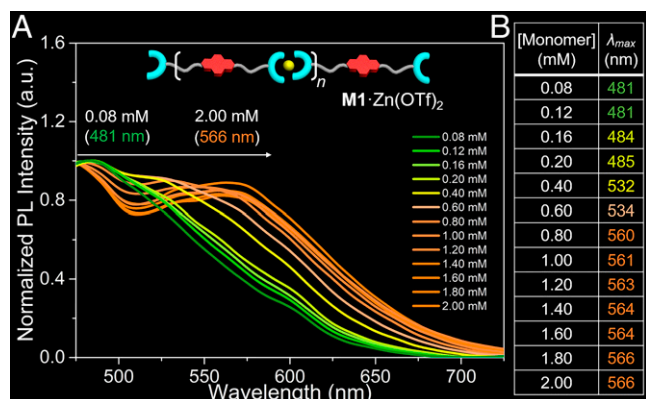 A
B
Normalized PL Intensity (a.u.)
1.6
1.2
0.8
0.4
0.0
n
M1·Zn(OTf)2
0.08 mM
(481 nm)
2.00 mM
(566 nm)
0.08 mM
0.12 mM
0.16 mM
0.20 mM
0.40 mM
0.60 mM
0.80 mM
1.00 mM
1.20 mM
1.40 mM
1.60 mM
1.80 mM
2.00 mM
500 550 600 650 700
Wavelength (nm)
[Monomer] (mM) λmax (nm)
0.08 481
0.12 481
0.16 484
0.20 485
0.40 532
0.60 534
0.80 560
1.00 561
1.20 563
1.40 564
1.60 564
1.80 566
2.00 566